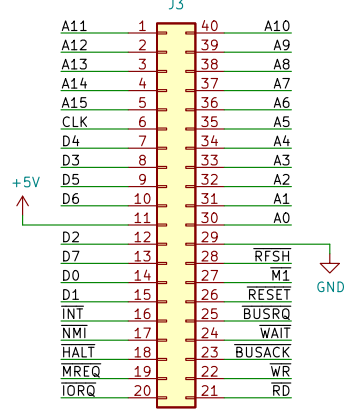 J3
A11 1 40 A10
A12 2 39 A9
A13 3 38 A8
A14 4 37 A7
A15 5 36 A6
CLK 6 35 A5
D4 7 34 A4
D3 8 33 A3
D5 9 32 A2
+5V
D6 10 31 A1
11 30 A0
D2 12 29
D7 13 28 RFSH
D0 14 27 M1
GND
D1 15 26 RESET
INT 16 25 BUSRQ
NMI 17 24 WAIT
HALT 18 23 BUSACK
MREQ 19 22 WR
IORQ 20 21 RD